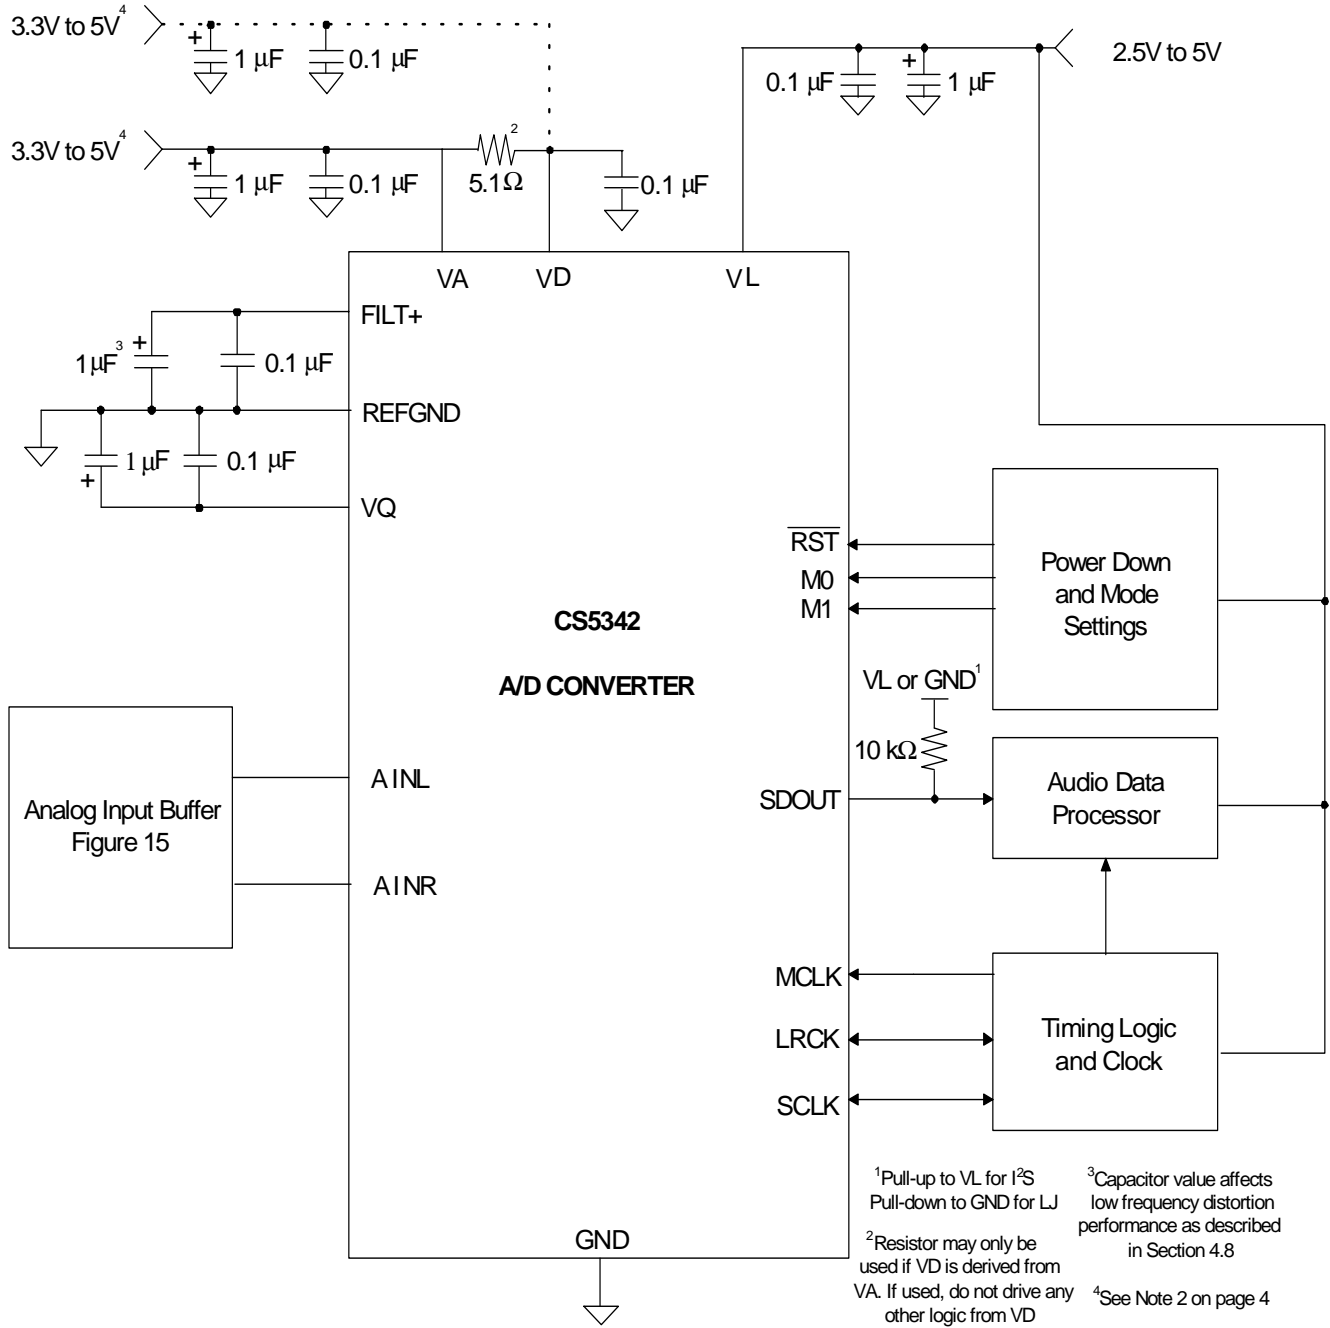 3.3V to 5V⁴
+
1 µF
0.1 µF
2.5V to 5V
0.1 µF
+
1 µF
3.3V to 5V⁴
+
1 µF
0.1 µF
2
5.1Ω
0.1 µF
VA
VD
VL
FILT+
1µF³
+
0.1 µF
REFGND
1 µF
+
0.1 µF
VQ
RST
M0
M1
Power Down
and Mode
Settings
CS5342
A/D CONVERTER
VL or GND¹
10 kΩ
Analog Input Buffer
Figure 15
AINL
AINR
SDOUT
Audio Data
Processor
MCLK
LRCK
SCLK
Timing Logic
and Clock
GND
¹Pull-up to VL for I²S
Pull-down to GND for LJ
²Resistor may only be
used if VD is derived from
VA. If used, do not drive any
other logic from VD
³Capacitor value affects
low frequency distortion
performance as described
in Section 4.8
⁴See Note 2 on page 4